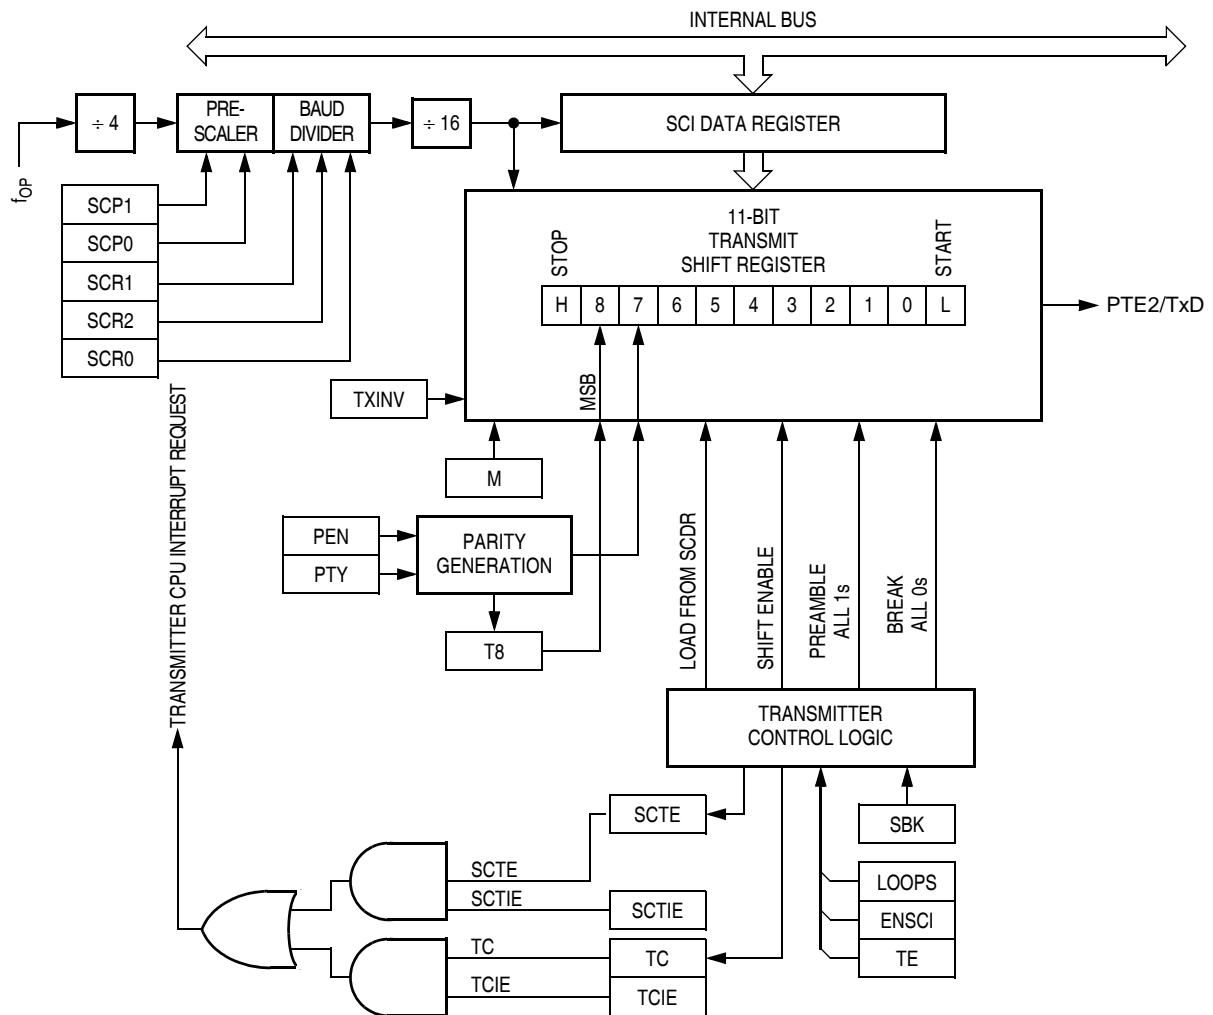 INTERNAL BUS
÷ 4
PRE-
SCALER
BAUD
DIVIDER
÷ 16
SCI DATA REGISTER
fOP
SCP1
SCP0
SCR1
SCR2
SCR0
11-BIT
TRANSMIT
SHIFT REGISTER
STOP
START
H 8 7 6 5 4 3 2 1 0 L
PTE2/TxD
TXINV
MSB
M
TRANSMITTER CPU INTERRUPT REQUEST
PEN
PTY
PARITY
GENERATION
T8
LOAD FROM SCDR
SHIFT ENABLE
PREAMBLE
ALL 1s
BREAK
ALL 0s
TRANSMITTER
CONTROL LOGIC
SCTE
SBK
SCTE
SCTIE
SCTIE
LOOPS
ENSCI
TE
TC
TC
TCIE
TCIE